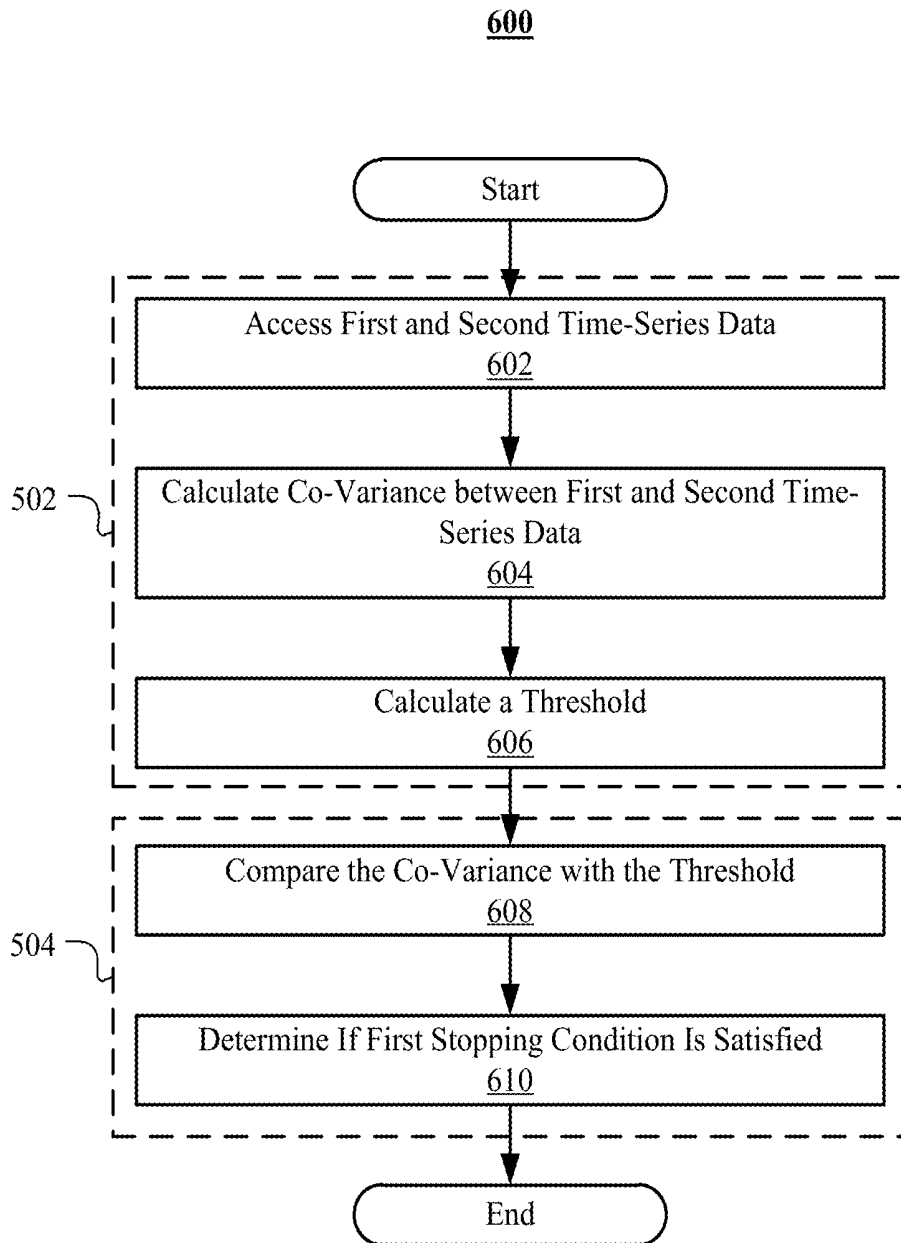 600
Start
Access First and Second Time-Series Data
602
Calculate Co-Variance between First and Second Time-
Series Data
604
502
Calculate a Threshold
606
Compare the Co-Variance with the Threshold
608
504
Determine If First Stopping Condition Is Satisfied
610
End